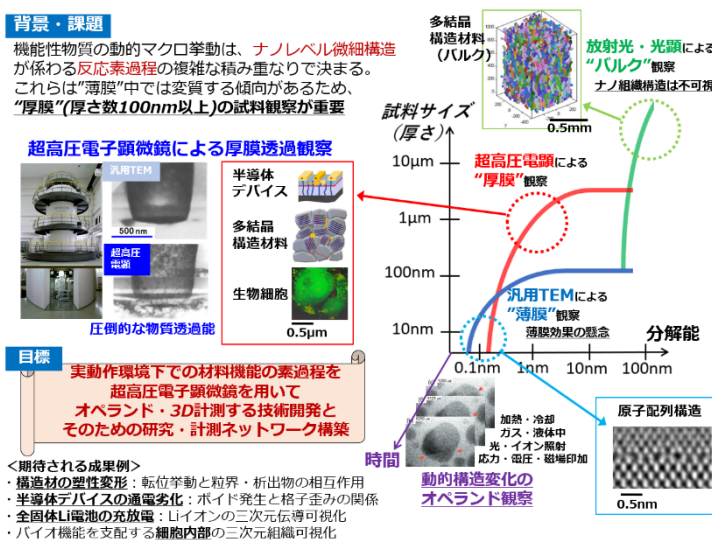 背景・課題
機能性物質の動的マクロ挙動は、ナノレベル微細構造
が係わる反応素過程の複雑な積み重なりで決まる。
これらは”薄膜”中では変質する傾向があるため、
“厚膜”(厚さ数100nm以上)の試料観察が重要
超高圧電子顕微鏡による厚膜透過観察
汎用TEM
500 nm
超高圧
電顕
圧倒的な物質透過能
半導体
デバイス
多結晶
構造材料
生物細胞
0.5μm
目標
実動作環境下での材料機能の素過程を
超高圧電子顕微鏡を用いて
オペランド・3D計測する技術開発と
そのための研究・計測ネットワーク構築
<期待される成果例>
・構造材の塑性変形：転位挙動と粒界・析出物の相互作用
・半導体デバイスの通電劣化：ボイド発生と格子歪みの関係
・全固体Li電池の充放電：Liイオンの三次元伝導可視化
・バイオ機能を支配する細胞内部の三次元組織可視化
多結晶
構造材料
（バルク）
0.5mm
放射光・光顕による
“バルク”観察
ナノ組織構造は不可視
試料サイズ
（厚さ）
10μm
1μm
100nm
10nm
超高圧電顕による
“厚膜”観察
汎用TEMによる
“薄膜”観察
薄膜効果の懸念
分解能
0.1nm 1nm 10nm 100nm
時間
加熱・冷却
ガス・液体中
光・イオン照射
応力・電圧・磁場印加
動的構造変化の
オペランド観察
原子配列構造
0.5nm